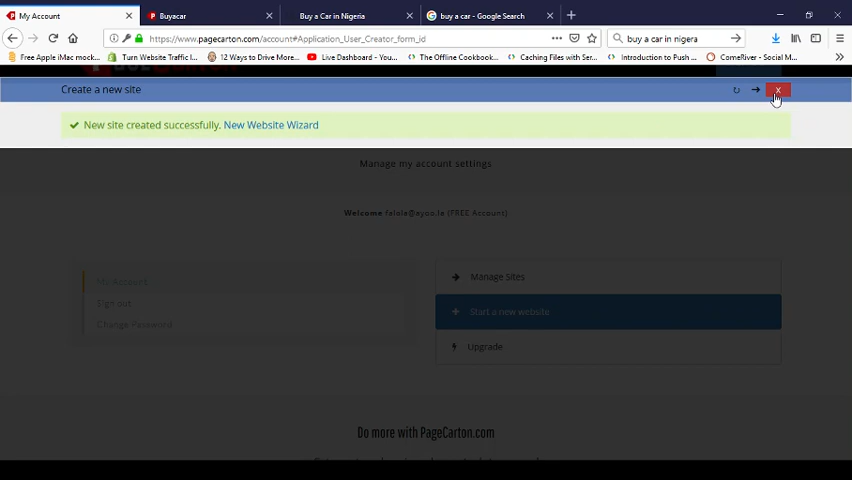 My Account
Buyacar
Buy a Car in Nigeria
buy a car - Google Search
https://www.pagecarton.com/account#Application_User_Creator_form_id
buy a car in nigera
Free Apple iMac mock...
Turn Website Traffic I...
12 Ways to Drive More...
Live Dashboard - You...
The Offline Cookbook...
Caching Files with Ser...
Introduction to Push ...
ComeRiver - Social M...
Create a new site
x
New site created successfully. New Website Wizard
Manage my account settings
Welcome falola@ayoo.la (FREE Account)
My Account
Sign out
Change Password
Manage Sites
Start a new website
Upgrade
Do more with PageCarton.com